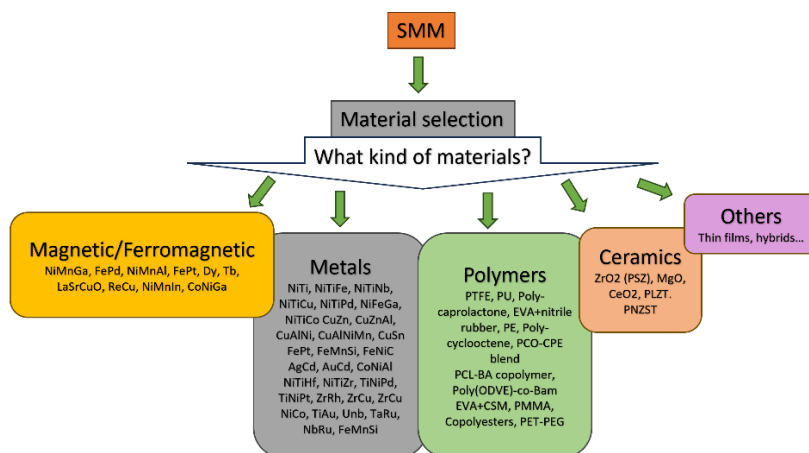 SMM
Material selection
What kind of materials?
Magnetic/Ferromagnetic
NiMnGa, FePd, NiMnAl, FePt, Dy, Tb,
LaSrCuO, ReCu, NiMnIn, CoNiGa
Metals
NiTi, NiTiFe, NiTiNb,
NiTiCu, NiTiPd, NiFeGa,
NiTiCo CuZn, CuZnAl,
CuAlNi, CuAlNiMn, CuSn
FePt, FeMnSi, FeNiC
AgCd, AuCd, CoNiAl
NiTiHf, NiTiZr, TiNiPd,
TiNiPt, ZrRh, ZrCu, ZrCu
NiCo, TiAu, Unb, TaRu,
NbRu, FeMnSi
Polymers
PTFE, PU, Poly-
caprolactone, EVA+nitrile
rubber, PE, Poly-
cyclooctene, PCO-CPE
blend
PCL-BA copolymer,
Poly(ODVE)-co-Bam
EVA+CSM, PMMA,
Copolyesters, PET-PEG
Ceramics
ZrO2 (PSZ), MgO,
CeO2, PLZT.
PNZST
Others
Thin films, hybrids...